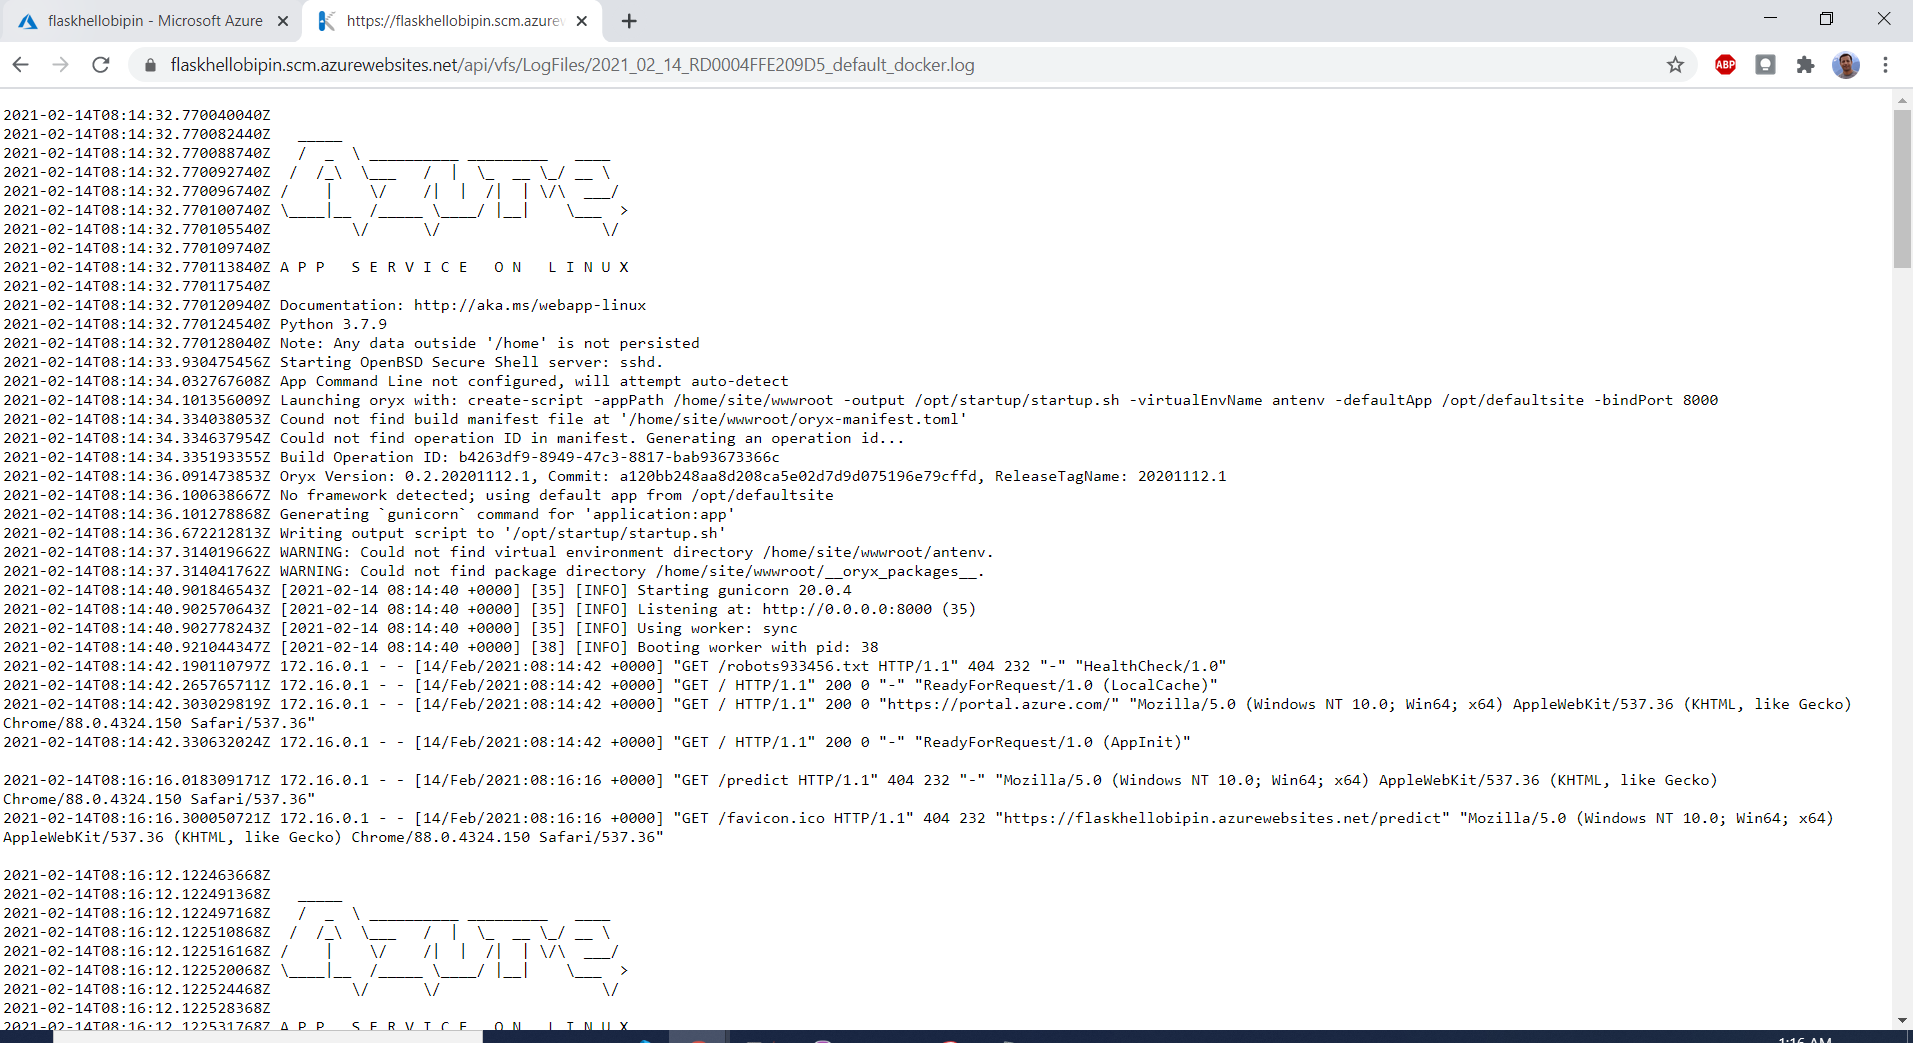 flaskhellobipin - Microsoft Azure
https://flaskhellobipin.scm.azurew
flaskhellobipin.scm.azurewebsites.net/api/vfs/LogFiles/2021_02_14_RD0004FFE209D5_default_docker.log
ABP
2021-02-14T08:14:32.770040040Z
2021-02-14T08:14:32.770082440Z   _____
2021-02-14T08:14:32.770088740Z   /  _  \ __________ _________   ____
2021-02-14T08:14:32.770092740Z  /  /_\  \___   /  |  \_  __ \_/ __ \
2021-02-14T08:14:32.770096740Z /    |    \/    /|  |  /|  | \/\  ___/
2021-02-14T08:14:32.770100740Z \____|__  /_____ \____/ |__|    \___  >
2021-02-14T08:14:32.770105540Z         \/      \/                  \/
2021-02-14T08:14:32.770109740Z
2021-02-14T08:14:32.770113840Z A P P   S E R V I C E   O N   L I N U X
2021-02-14T08:14:32.770117540Z
2021-02-14T08:14:32.770120940Z Documentation: http://aka.ms/webapp-linux
2021-02-14T08:14:32.770124540Z Python 3.7.9
2021-02-14T08:14:32.770128040Z Note: Any data outside '/home' is not persisted
2021-02-14T08:14:33.930475456Z Starting OpenBSD Secure Shell server: sshd.
2021-02-14T08:14:34.032767608Z App Command Line not configured, will attempt auto-detect
2021-02-14T08:14:34.101356009Z Launching oryx with: create-script -appPath /home/site/wwwroot -output /opt/startup/startup.sh -virtualEnvName antenv -defaultApp /opt/defaultsite -bindPort 8000
2021-02-14T08:14:34.334038053Z Cound not find build manifest file at '/home/site/wwwroot/oryx-manifest.toml'
2021-02-14T08:14:34.334637954Z Could not find operation ID in manifest. Generating an operation id...
2021-02-14T08:14:34.335193355Z Build Operation ID: b4263df9-8949-47c3-8817-bab93673366c
2021-02-14T08:14:36.091473853Z Oryx Version: 0.2.20201112.1, Commit: a120bb248aa8d208ca5e02d7d9d075196e79cffd, ReleaseTagName: 20201112.1
2021-02-14T08:14:36.100638667Z No framework detected; using default app from /opt/defaultsite
2021-02-14T08:14:36.101278868Z Generating `gunicorn` command for 'application:app'
2021-02-14T08:14:36.672212813Z Writing output script to '/opt/startup/startup.sh'
2021-02-14T08:14:37.314019662Z WARNING: Could not find virtual environment directory /home/site/wwwroot/antenv.
2021-02-14T08:14:37.314041762Z WARNING: Could not find package directory /home/site/wwwroot/__oryx_packages__.
2021-02-14T08:14:40.901846543Z [2021-02-14 08:14:40 +0000] [35] [INFO] Starting gunicorn 20.0.4
2021-02-14T08:14:40.902570643Z [2021-02-14 08:14:40 +0000] [35] [INFO] Listening at: http://0.0.0.0:8000 (35)
2021-02-14T08:14:40.902778243Z [2021-02-14 08:14:40 +0000] [35] [INFO] Using worker: sync
2021-02-14T08:14:40.921044347Z [2021-02-14 08:14:40 +0000] [38] [INFO] Booting worker with pid: 38
2021-02-14T08:14:42.190110797Z 172.16.0.1 - - [14/Feb/2021:08:14:42 +0000] "GET /robots933456.txt HTTP/1.1" 404 232 "-" "HealthCheck/1.0"
2021-02-14T08:14:42.265765711Z 172.16.0.1 - - [14/Feb/2021:08:14:42 +0000] "GET / HTTP/1.1" 200 0 "-" "ReadyForRequest/1.0 (LocalCache)"
2021-02-14T08:14:42.303029819Z 172.16.0.1 - - [14/Feb/2021:08:14:42 +0000] "GET / HTTP/1.1" 200 0 "https://portal.azure.com/" "Mozilla/5.0 (Windows NT 10.0; Win64; x64) AppleWebKit/537.36 (KHTML, like Gecko)
Chrome/88.0.4324.150 Safari/537.36"
2021-02-14T08:14:42.330632024Z 172.16.0.1 - - [14/Feb/2021:08:14:42 +0000] "GET / HTTP/1.1" 200 0 "-" "ReadyForRequest/1.0 (AppInit)"
2021-02-14T08:16:16.018309171Z 172.16.0.1 - - [14/Feb/2021:08:16:16 +0000] "GET /predict HTTP/1.1" 404 232 "-" "Mozilla/5.0 (Windows NT 10.0; Win64; x64) AppleWebKit/537.36 (KHTML, like Gecko)
Chrome/88.0.4324.150 Safari/537.36"
2021-02-14T08:16:16.300050721Z 172.16.0.1 - - [14/Feb/2021:08:16:16 +0000] "GET /favicon.ico HTTP/1.1" 404 232 "https://flaskhellobipin.azurewebsites.net/predict" "Mozilla/5.0 (Windows NT 10.0; Win64; x64)
AppleWebKit/537.36 (KHTML, like Gecko) Chrome/88.0.4324.150 Safari/537.36"
2021-02-14T08:16:12.122463668Z
2021-02-14T08:16:12.122491368Z   _____
2021-02-14T08:16:12.122497168Z   /  _  \ __________ _________   ____
2021-02-14T08:16:12.122510868Z  /  /_\  \___   /  |  \_  __ \_/ __ \
2021-02-14T08:16:12.122516168Z /    |    \/    /|  |  /|  | \/\  ___/
2021-02-14T08:16:12.122520068Z \____|__  /_____ \____/ |__|    \___  >
2021-02-14T08:16:12.122524468Z         \/      \/                  \/
2021-02-14T08:16:12.122528368Z
2021-02-14T08:16:12.122531768Z A P P   S E R V I C E   O N   L I N U X
1:16 AM